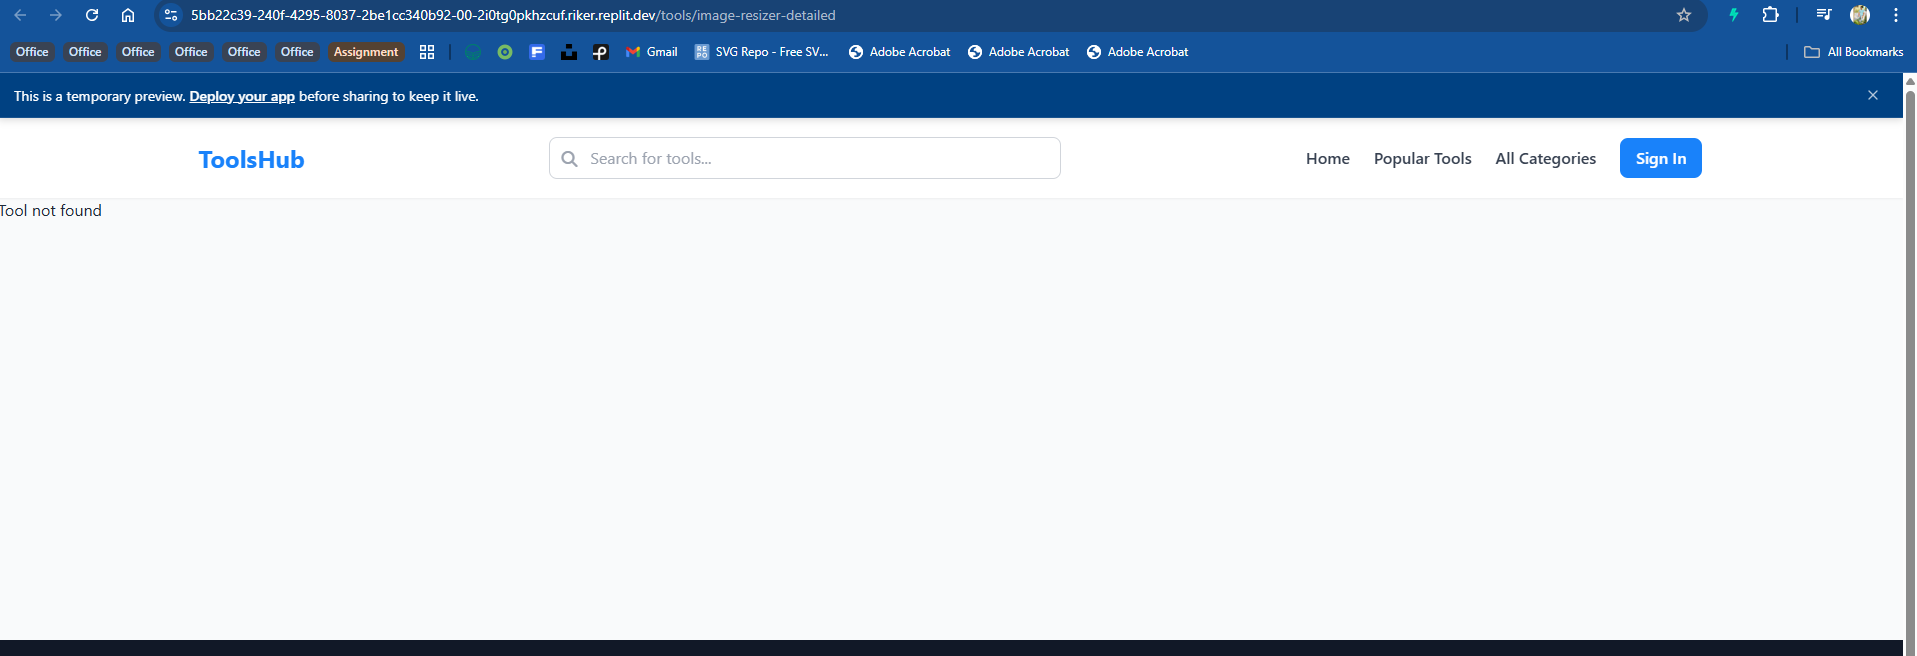 5bb22c39-240f-4295-8037-2be1cc340b92-00-2i0tg0pkhzcuf.riker.replit.dev/tools/image-resizer-detailed
Office Office Office Office Office Office Assignment Gmail SVG Repo - Free SV... Adobe Acrobat Adobe Acrobat Adobe Acrobat All Bookmarks
This is a temporary preview. Deploy your app before sharing to keep it live.
ToolsHub Search for tools... Home Popular Tools All Categories Sign In
Tool not found